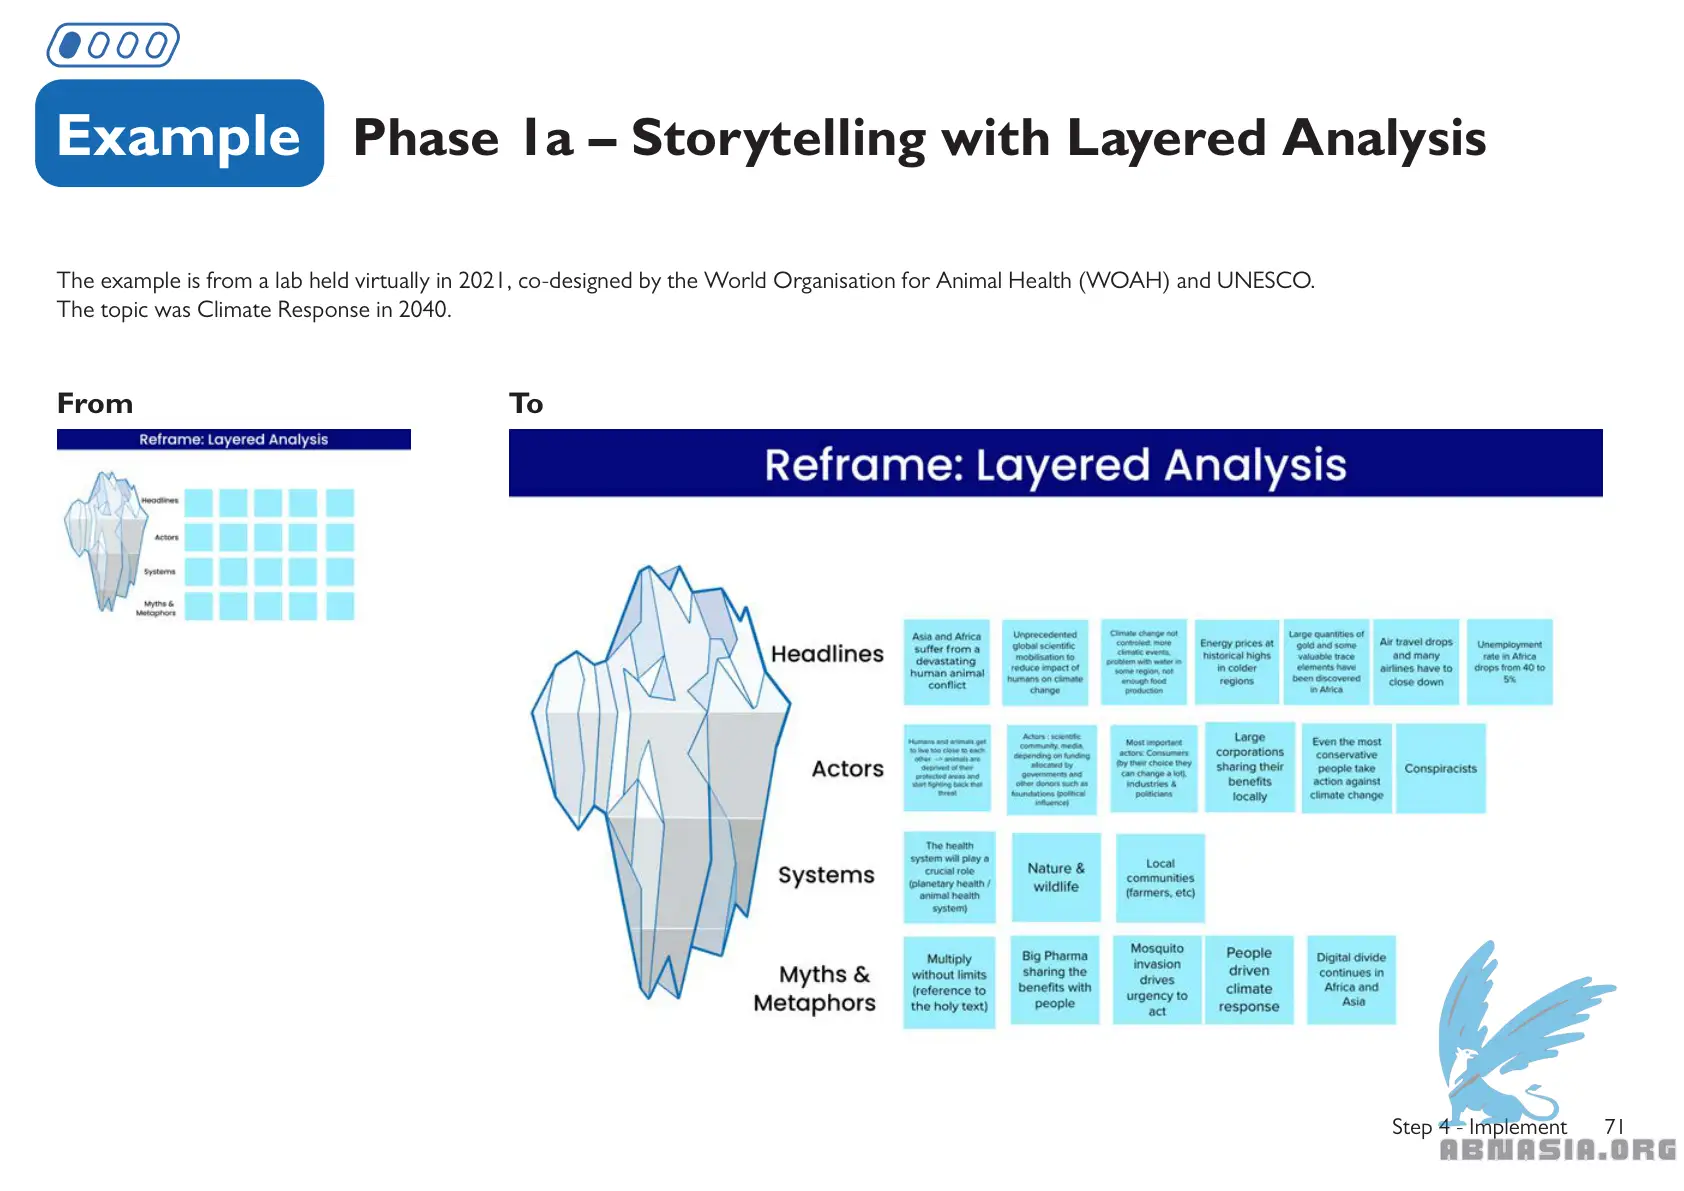 Example
Phase 1a – Storytelling with Layered Analysis
The example is from a lab held virtually in 2021, co-designed by the World Organisation for Animal Health (WOAH) and UNESCO.
The topic was Climate Response in 2040.
From
Reframe: Layered Analysis
Headlines
Actors
Systems
Myths &
Metaphors
To
Reframe: Layered Analysis
Headlines
Asia and Africa
suffer from a
devastating
human animal
conflict
Unprecedented
global scientific
mobilisation to
reduce impact of
humans on climate
change
Climate change not
controled: more
climatic events,
problem with water in
some region, not
enough food
production
Energy prices at
historical highs
in colder
regions
Large quantities of
gold and some
valuable trace
elements have
been discovered
in Africa
Air travel drops
and many
airlines have to
close down
Unemployment
rate in Africa
drops from 40 to
5%
Actors
Humans and animals get
to live too close to each
other --> animals are
deprived of their
protected areas and
start fighting back that
threat
Actors : scientific
community, media,
depending on funding
allocated by
governments and
other donors such as
foundations (political
influence)
Most important
actors: Consumers
(by their choice they
can change a lot),
industries &
politicians
Large
corporations
sharing their
benefits
locally
Even the most
conservative
people take
action against
climate change
Conspiracists
Systems
The health
system will play a
crucial role
(planetary health /
animal health
system)
Nature &
wildlife
Local
communities
(farmers, etc)
Myths &
Metaphors
Multiply
without limits
(reference to
the holy text)
Big Pharma
sharing the
benefits with
people
Mosquito
invasion
drives
urgency to
act
People
driven
climate
response
Digital divide
continues in
Africa and
Asia
Step 4 - Implement 71
ABNASIA.ORG